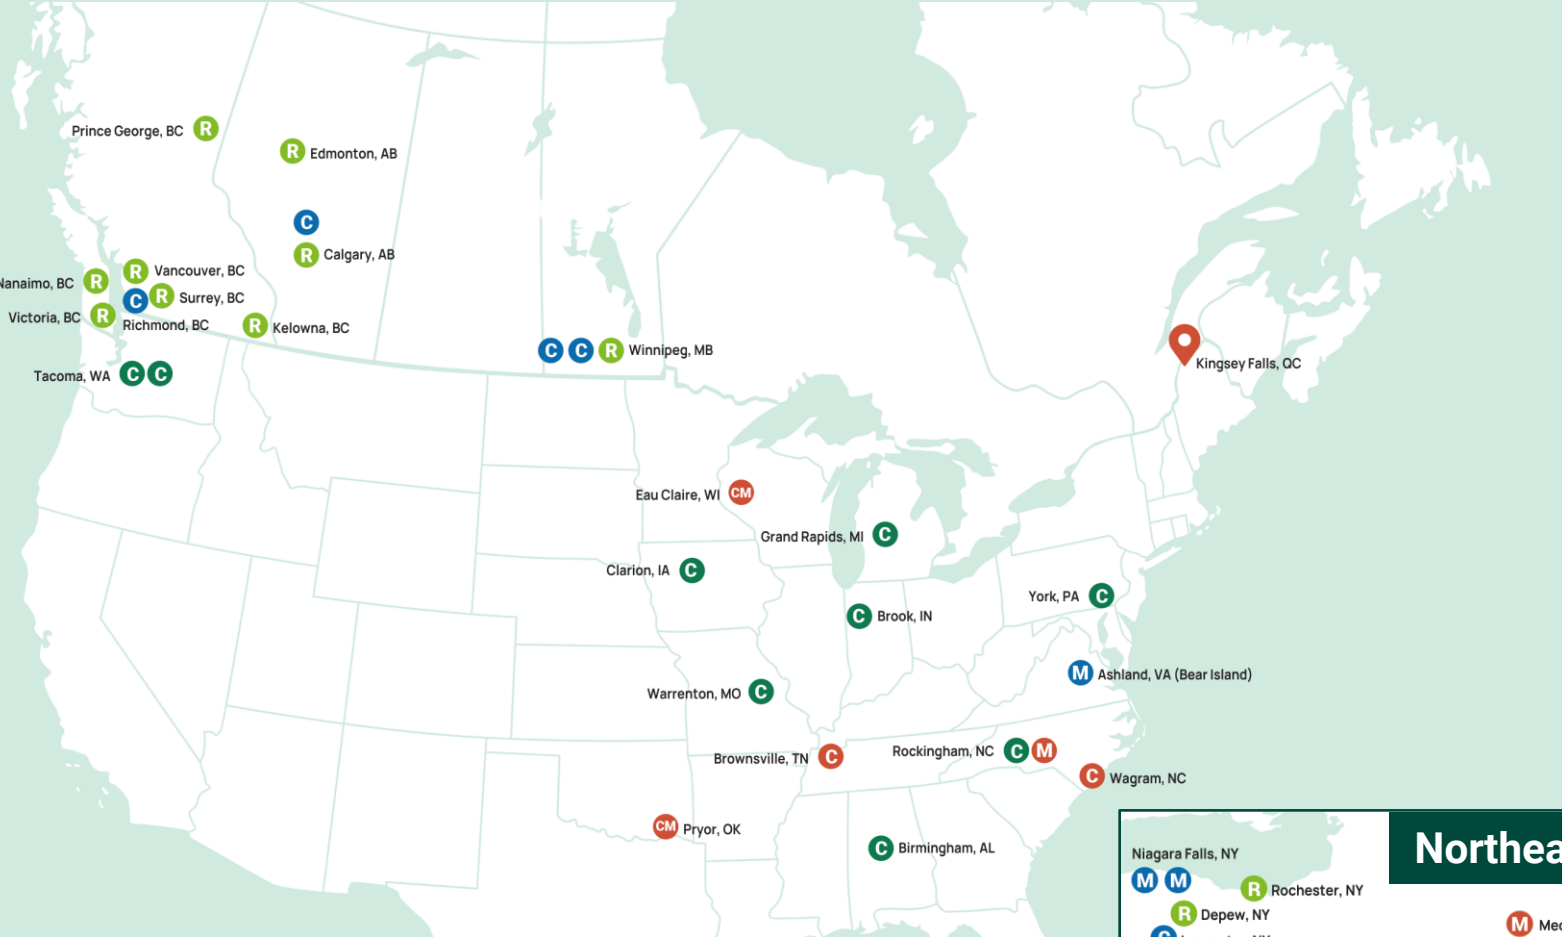 Prince George, BC R
R Edmonton, AB
C
R Calgary, AB
R Vancouver, BC
Nanaimo, BC R
C R Surrey, BC
Victoria, BC R
Richmond, BC
R Kelowna, BC
C C R Winnipeg, MB
Kingsey Falls, QC
Tacoma, WA C C
Eau Claire, WI CM
Grand Rapids, MI C
Clarion, IA C
York, PA C
C Brook, IN
M Ashland, VA (Bear Island)
Warrenton, MO C
Brownsville, TN C
Rockingham, NC C M
C Wagram, NC
CM Pryor, OK
C Birmingham, AL
Northea
Niagara Falls, NY
M M
R Rochester, NY
R Depew, NY
M Med